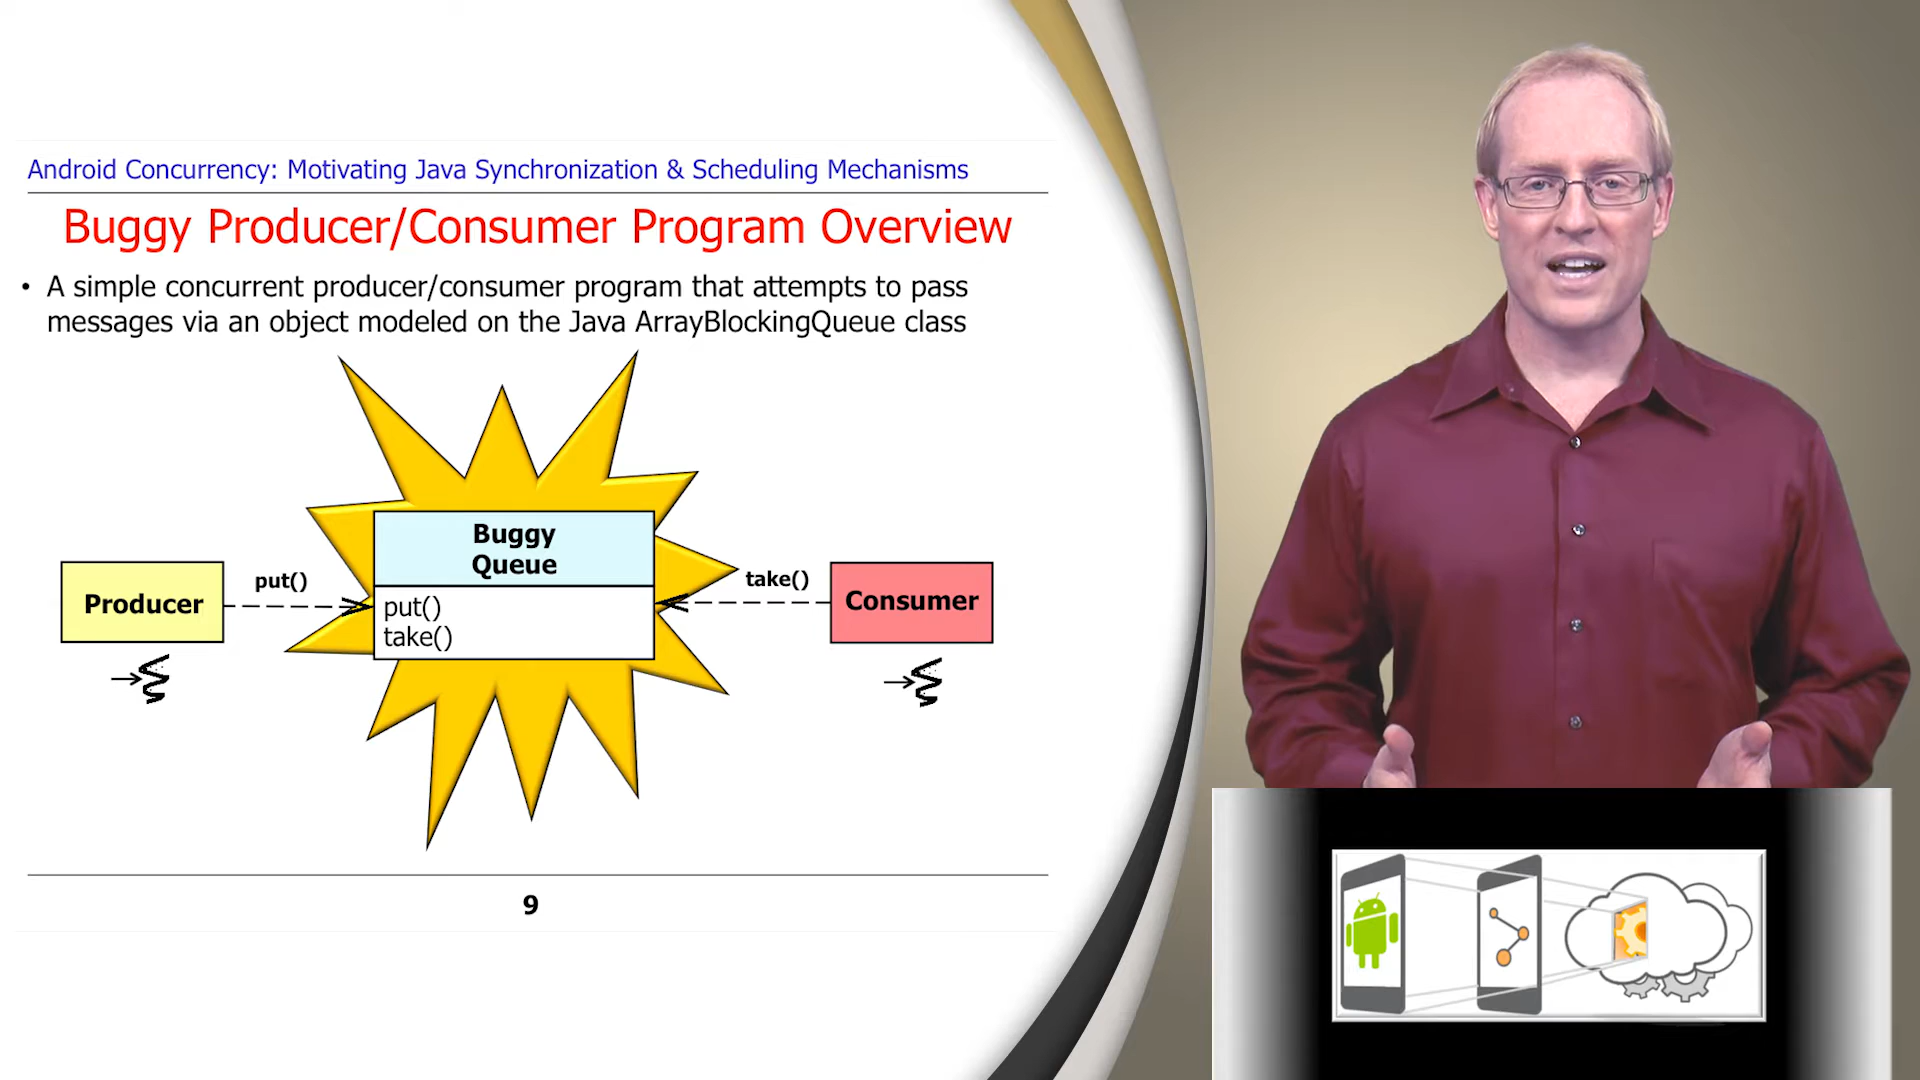 Android Concurrency: Motivating Java Synchronization & Scheduling Mechanisms
Buggy Producer/Consumer Program Overview
• A simple concurrent producer/consumer program that attempts to pass
messages via an object modeled on the Java ArrayBlockingQueue class
Buggy
Queue
put()
take()
Producer
put()
take()
Consumer
9